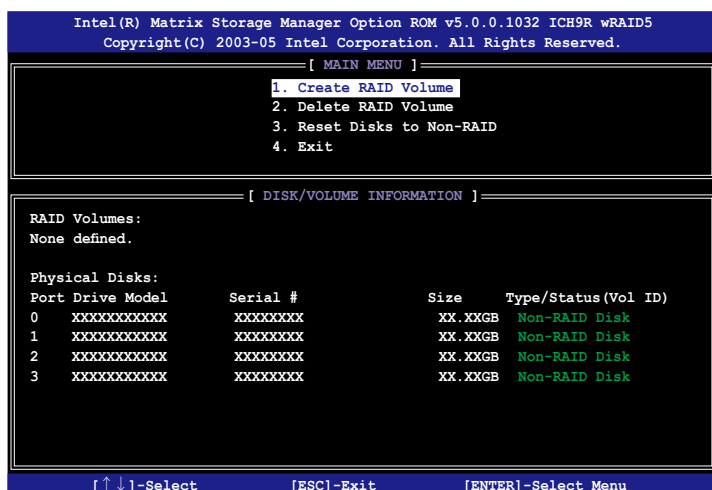 Intel(R) Matrix Storage Manager Option ROM v5.0.0.1032 ICH9R wRAID5
Copyright(C) 2003-05 Intel Corporation. All Rights Reserved.
[ MAIN MENU ]
1. Create RAID Volume
2. Delete RAID Volume
3. Reset Disks to Non-RAID
4. Exit
[ DISK/VOLUME INFORMATION ]
RAID Volumes:
None defined.
Physical Disks:
Port Drive Model Serial # Size Type/Status(Vol ID)
0 XXXXXXXXXXX XXXXXXXX XX.XXGB Non-RAID Disk
1 XXXXXXXXXXX XXXXXXXX XX.XXGB Non-RAID Disk
2 XXXXXXXXXXX XXXXXXXX XX.XXGB Non-RAID Disk
3 XXXXXXXXXXX XXXXXXXX XX.XXGB Non-RAID Disk
[↑↓]-Select [ESC]-Exit [ENTER]-Select Menu